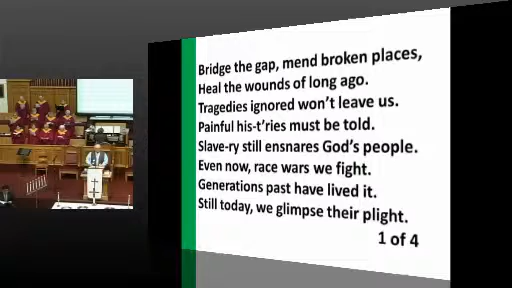 Bridge the gap, mend broken places,
Heal the wounds of long ago.
Tragedies ignored won't leave us.
Painful his-t'ries must be told.
Slave-ry still ensnares God's people.
Even now, race wars we fight.
Generations past have lived it.
Still today, we glimpse their plight.
1 of 4